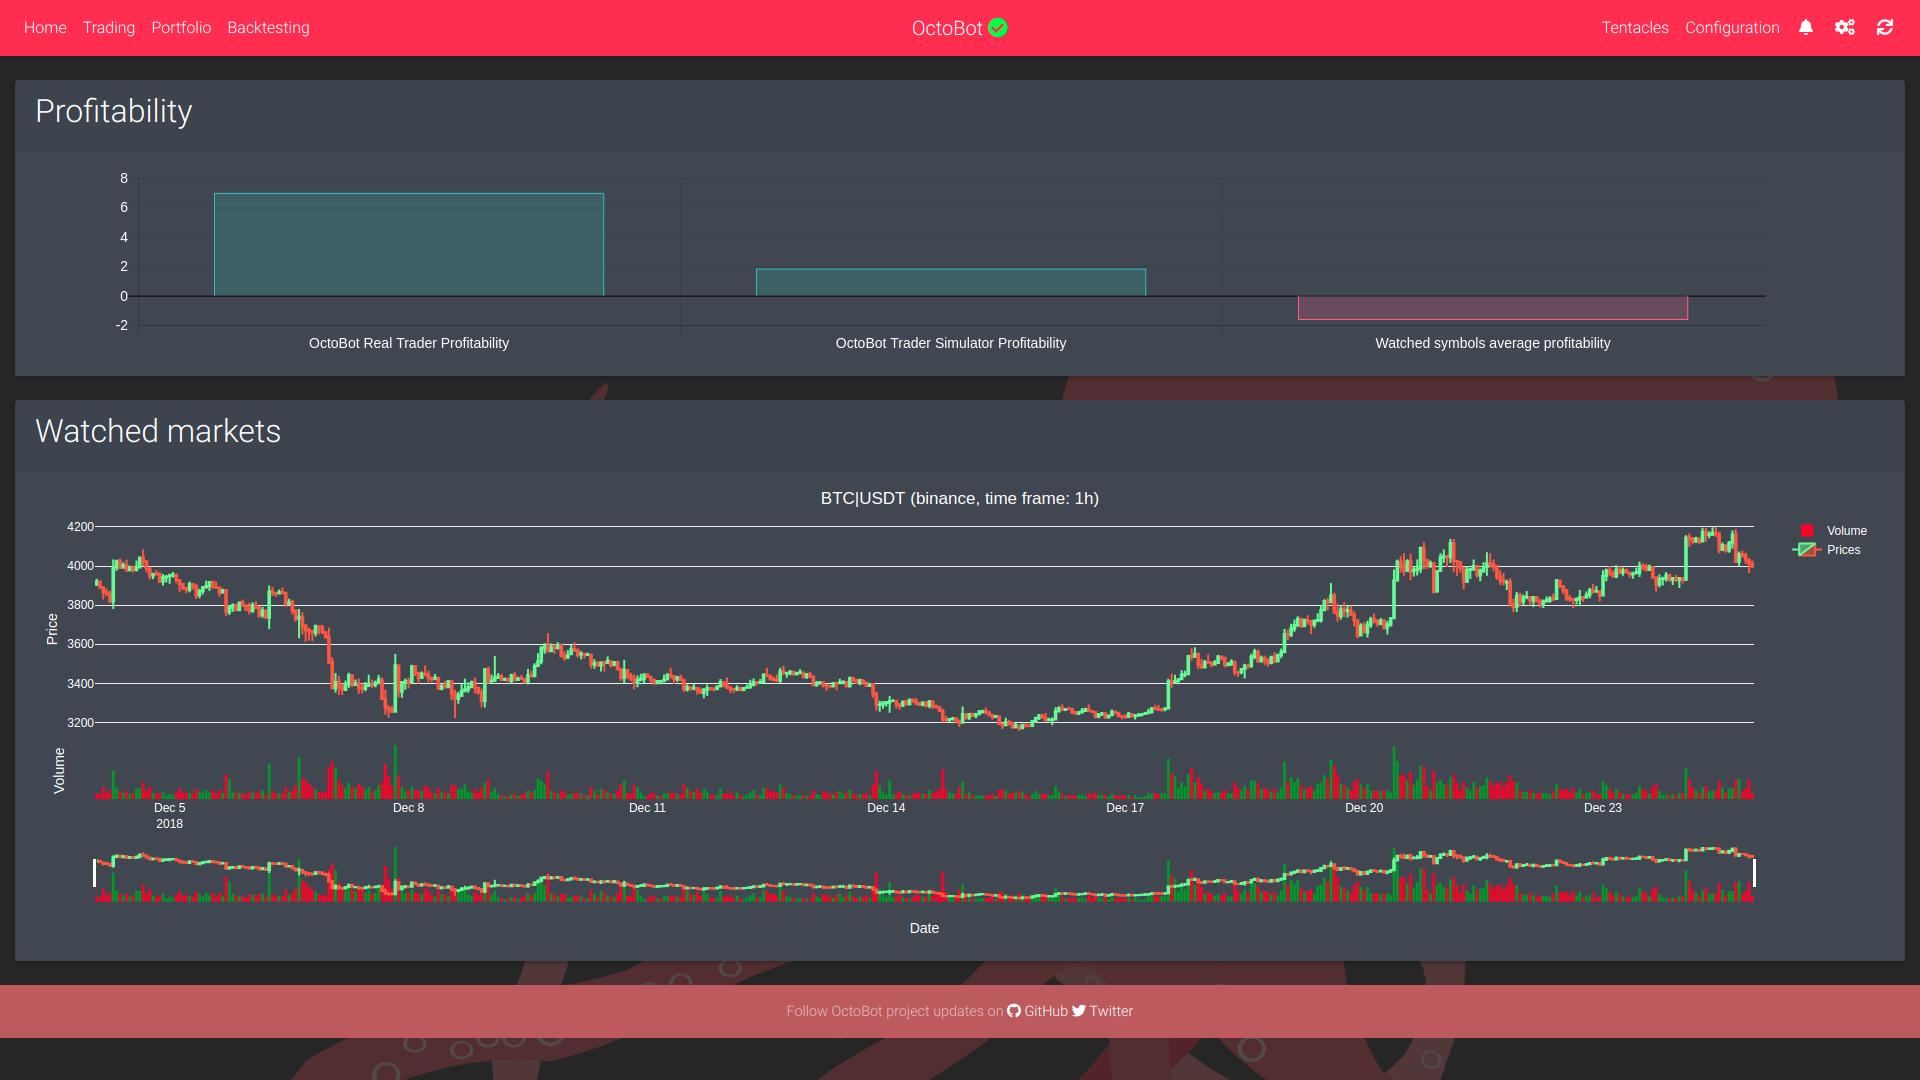 Home Trading Portfolio Backtesting OctoBot Tentacles Configuration
Profitability
8
6
4
2
0
-2
OctoBot Real Trader Profitability OctoBot Trader Simulator Profitability Watched symbols average profitability
Watched markets
BTC|USDT (binance, time frame: 1h)
4200
4000
3800
3600
3400
3200
Price
Volume
Volume
Prices
Dec 5 Dec 8 Dec 11 Dec 14 Dec 17 Dec 20 Dec 23
2018
Date
Follow OctoBot project updates on GitHub Twitter